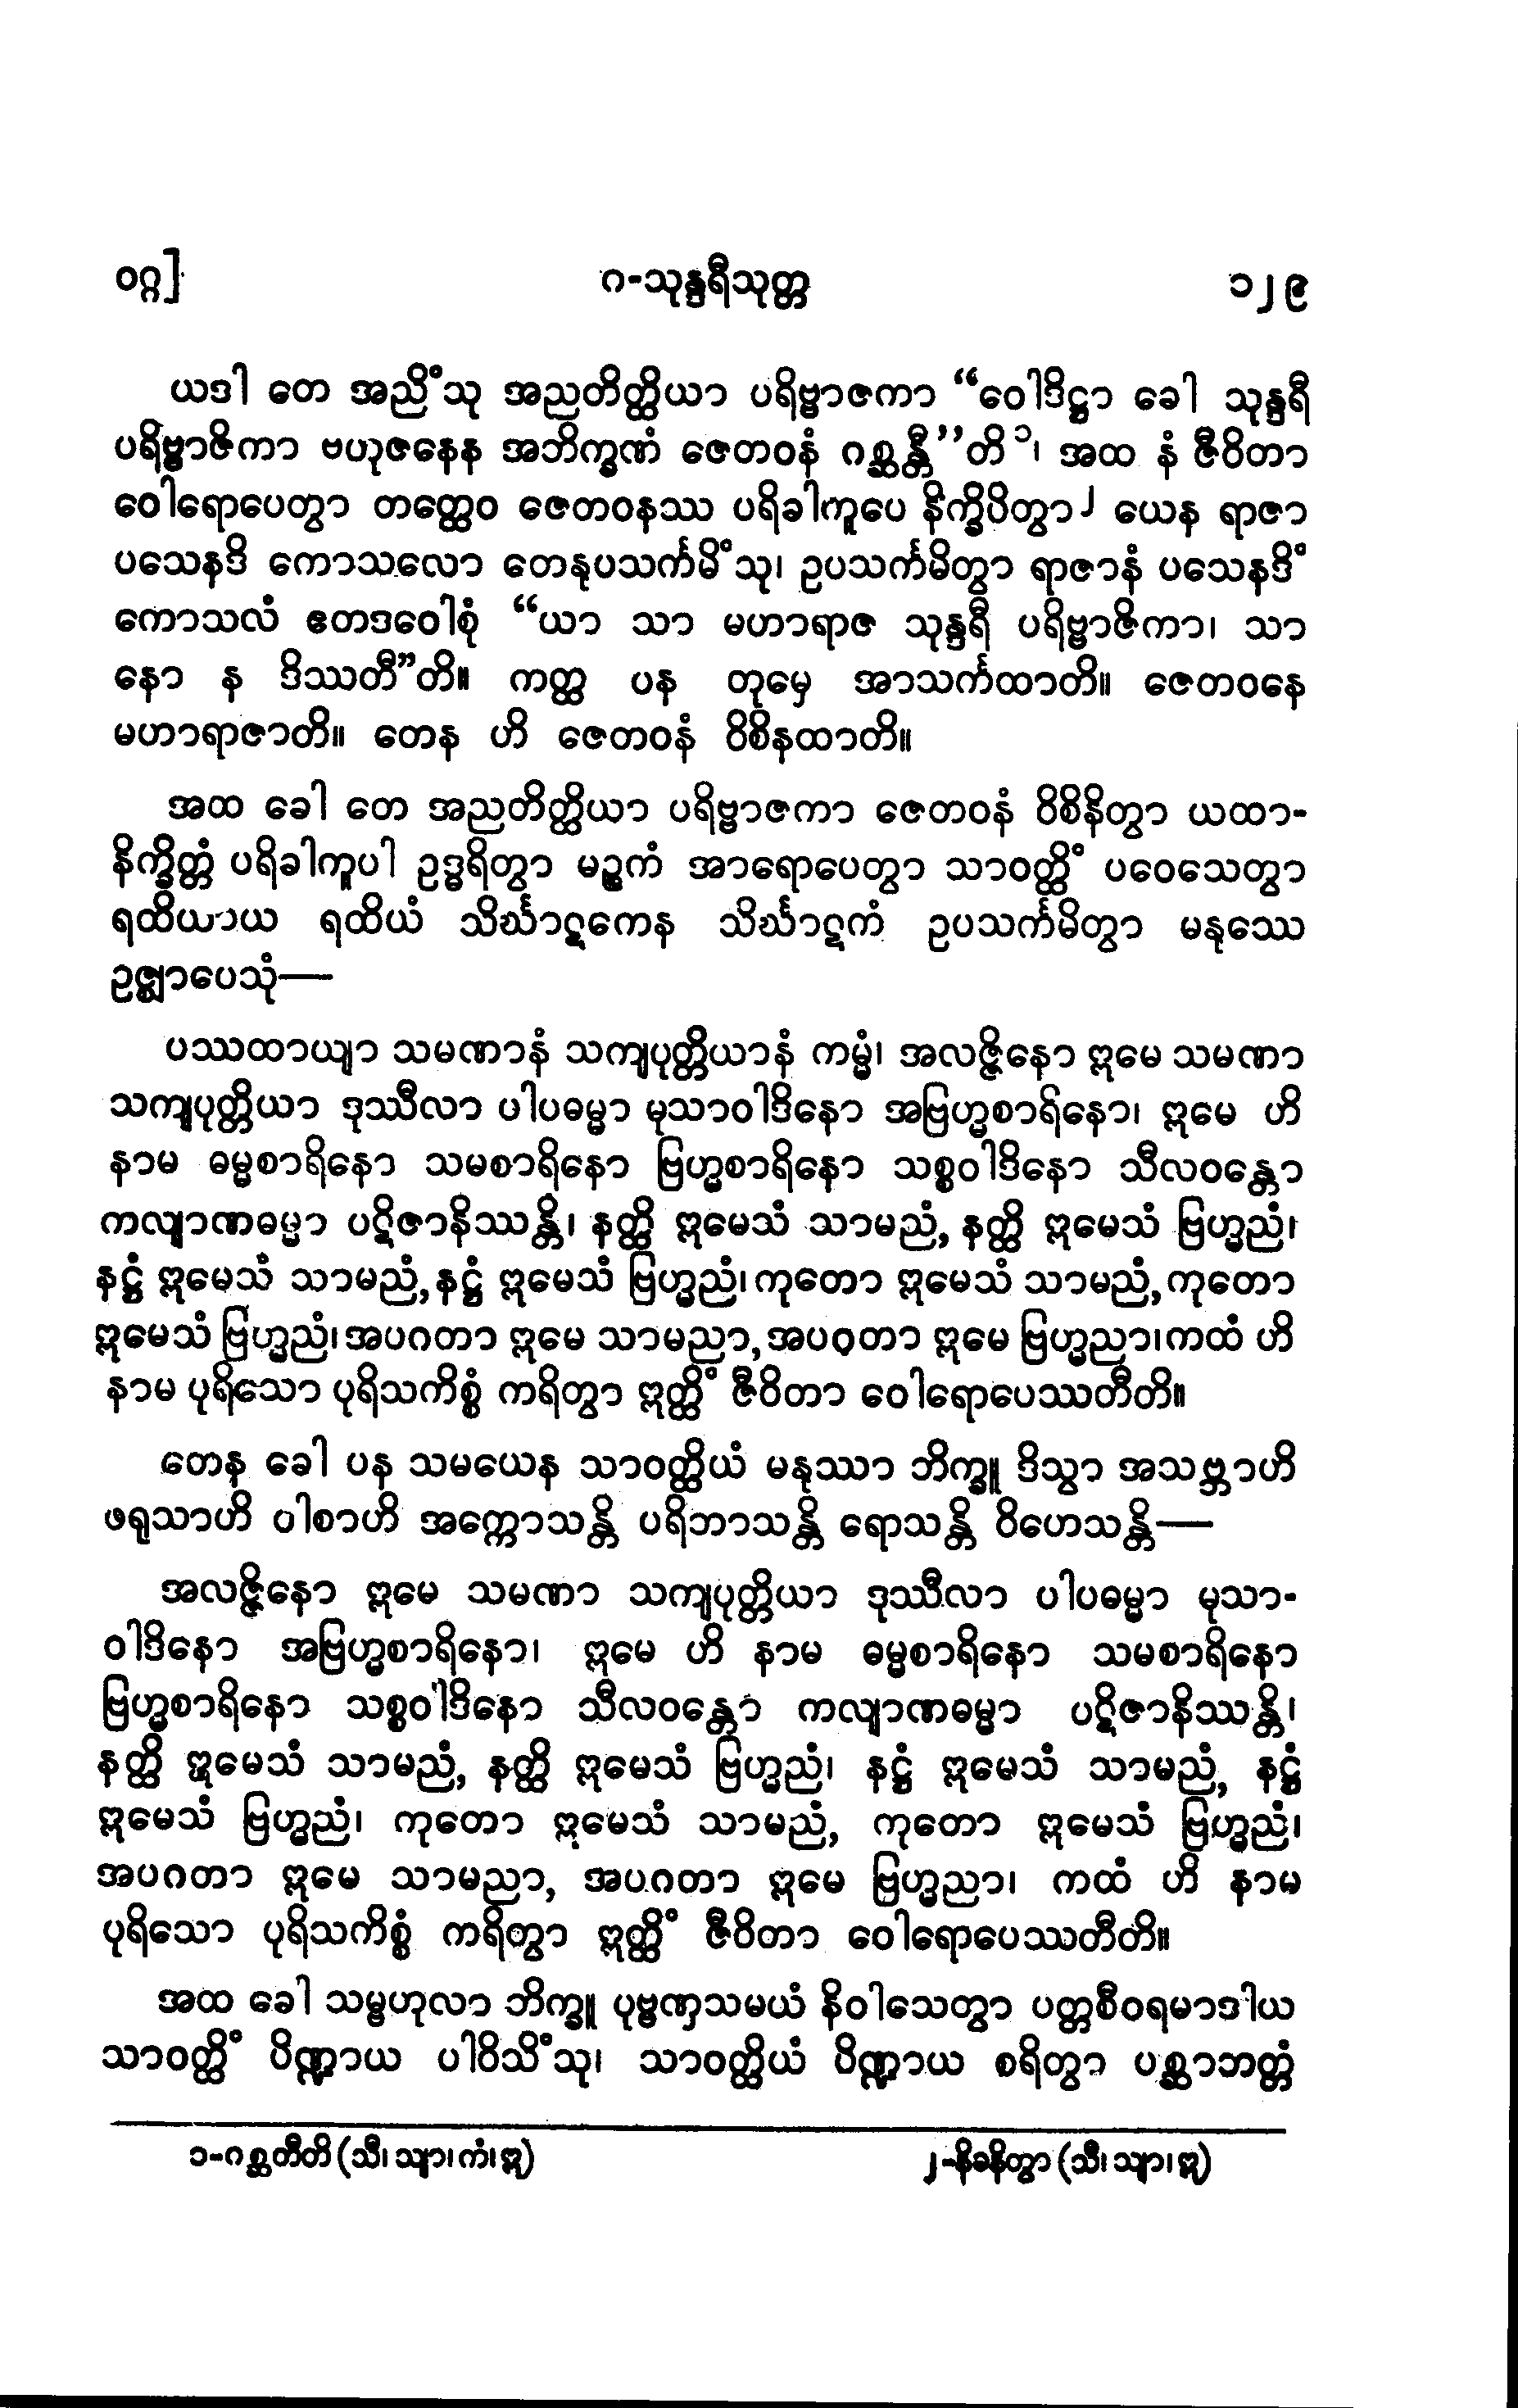 ဝဂ္ဂ]
ဂ-သုန္ဒရီသုတ္တ
၁၂၉
ယဒါ တေ အညိံသု အညတိတ္ထိယာ ပရိဗ္ဗာဇကာ “ဝေါဒိဋ္ဌာ ခေါ သုန္ဒရီ
ပရိဗ္ဗာဇိကာ ဗဟုဇနေန အဘိက္ခဏံ ဇေတဝနံ ဂစ္ဆန္တီ”တိ၁၊ အထ နံ ဇီဝိတာ
ဝေါရောပေတွာ တတ္ထေဝ ဇေတဝနဿ ပရိခါကူပေ နိက္ခိပိတွာ၂ ယေန ရာဇာ
ပသေနဒိ ကောသလော တေနုပသင်္ကမိံသု၊ ဥပသင်္ကမိတွာ ရာဇာနံ ပသေနဒိံ
ကောသလံ ဧတဒဝေါစုံ “ယာ သာ မဟာရာဇ သုန္ဒရီ ပရိဗ္ဗာဇိကာ၊ သာ
နော န ဒိဿတီ”တိ။ ကတ္ထ ပန တုမှေ အာသင်္ကထာတိ။ ဇေတဝနေ
မဟာရာဇာတိ။ တေန ဟိ ဇေတဝနံ ဝိစိနထာတိ။
အထ ခေါ တေ အညတိတ္ထိယာ ပရိဗ္ဗာဇကာ ဇေတဝနံ ဝိစိနိတွာ ယထာ-
နိက္ခိတ္တံ ပရိခါကူပါ ဥဒ္ဓရိတွာ မဉ္စကံ အာရောပေတွာ သာဝတ္ထိံ ပဝေသေတွာ
ရထိယာယ ရထိယံ သိင်္ဃာဋကေန သိင်္ဃာဋကံ ဥပသင်္ကမိတွာ မနုဿေ
ဥဇ္ဈာပေသုံ—
ပဿထာယျာ သမဏာနံ သကျပုတ္တိယာနံ ကမ္မံ၊ အလဇ္ဇိနော ဣမေ သမဏာ
သကျပုတ္တိယာ ဒုဿီလာ ပါပဓမ္မာ မုသာဝါဒိနော အဗြဟ္မစာရိနော၊ ဣမေ ဟိ
နာမ ဓမ္မစာရိနော သမစာရိနော ဗြဟ္မစာရိနော သစ္စဝါဒိနော သီလဝန္တော
ကလျာဏဓမ္မာ ပဋိဇာနိဿန္တိ၊ နတ္ထိ ဣမေသံ သာမညံ, နတ္ထိ ဣမေသံ ဗြဟ္မညံ၊
နဋ္ဌံ ဣမေသံ သာမညံ, နဋ္ဌံ ဣမေသံ ဗြဟ္မညံ၊ ကုတော ဣမေသံ သာမညံ, ကုတော
ဣမေသံ ဗြဟ္မညံ၊ အပဂတာ ဣမေ သာမညာ, အပဂတာ ဣမေ ဗြဟ္မညာ၊ ကထံ ဟိ
နာမ ပုရိသော ပုရိသကိစ္စံ ကရိတွာ ဣတ္ထိံ ဇီဝိတာ ဝေါရောပေဿတီတိ။
တေန ခေါ ပန သမယေန သာဝတ္ထိယံ မနုဿာ ဘိက္ခူ ဒိသွာ အသဗ္ဘာဟိ
ဖရုသာဟိ ဝါစာဟိ အက္ကောသန္တိ ပရိဘာသန္တိ ရောသန္တိ ဝိဟေသန္တိ—
အလဇ္ဇိနော ဣမေ သမဏာ သကျပုတ္တိယာ ဒုဿီလာ ပါပဓမ္မာ မုသာ-
ဝါဒိနော အဗြဟ္မစာရိနော၊ ဣမေ ဟိ နာမ ဓမ္မစာရိနော သမစာရိနော
ဗြဟ္မစာရိနော သစ္စဝါဒိနော သီလဝန္တော ကလျာဏဓမ္မာ ပဋိဇာနိဿန္တိ၊
နတ္ထိ ဣမေသံ သာမညံ, နတ္ထိ ဣမေသံ ဗြဟ္မညံ၊ နဋ္ဌံ ဣမေသံ သာမညံ, နဋ္ဌံ
ဣမေသံ ဗြဟ္မညံ၊ ကုတော ဣမေသံ သာမညံ, ကုတော ဣမေသံ ဗြဟ္မညံ၊
အပဂတာ ဣမေ သာမညာ, အပဂတာ ဣမေ ဗြဟ္မညာ၊ ကထံ ဟိ နာမ
ပုရိသော ပုရိသကိစ္စံ ကရိတွာ ဣတ္ထိံ ဇီဝိတာ ဝေါရောပေဿတီတိ။
အထ ခေါ သမ္ဗဟုလာ ဘိက္ခူ ပုဗ္ဗဏှသမယံ နိဝါသေတွာ ပတ္တစီဝရမာဒါယ
သာဝတ္ထိံ ပိဏ္ဍာယ ပါဝိသိံသု၊ သာဝတ္ထိယံ ပိဏ္ဍာယ စရိတွာ ပစ္ဆာဘတ္တံ
၁-ဂစ္ဆတီတိ (သီ၊ သျာ၊ ကံ၊ ဣ)
၂-နိခနိတွာ (သီ၊ သျာ၊ ဣ)